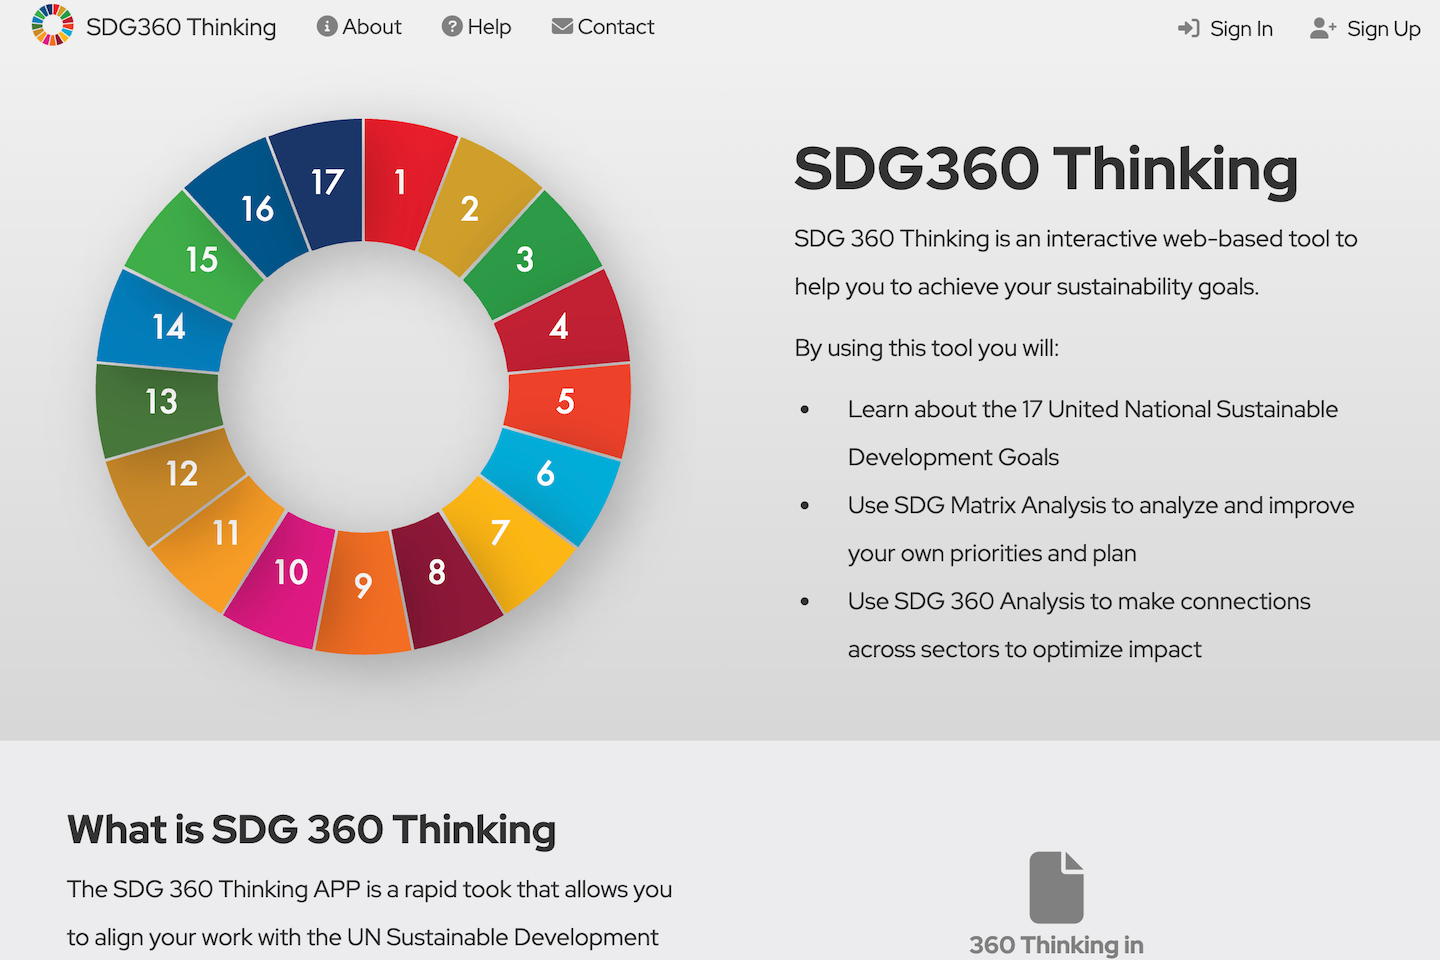 SDG360 Thinking
About
Help
Contact
Sign In
Sign Up
1
2
3
4
5
6
7
8
9
10
11
12
13
14
15
16
17
SDG360 Thinking
SDG 360 Thinking is an interactive web-based tool to
help you to achieve your sustainability goals.
By using this tool you will:
• Learn about the 17 United National Sustainable
Development Goals
• Use SDG Matrix Analysis to analyze and improve
your own priorities and plan
• Use SDG 360 Analysis to make connections
across sectors to optimize impact
What is SDG 360 Thinking
The SDG 360 Thinking APP is a rapid took that allows you
to align your work with the UN Sustainable Development
360 Thinking in